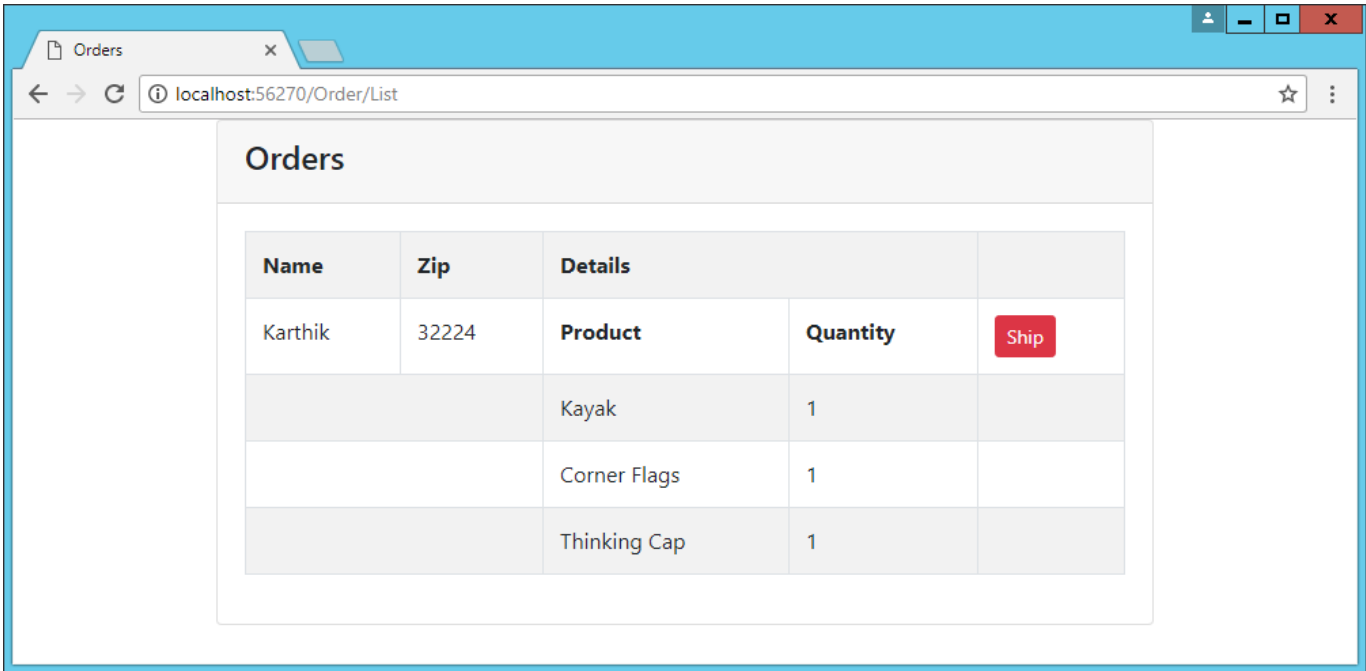 Orders
localhost:56270/Order/List
Orders
Name Zip Details
Karthik 32224 Product Quantity Ship
Kayak 1
Corner Flags 1
Thinking Cap 1